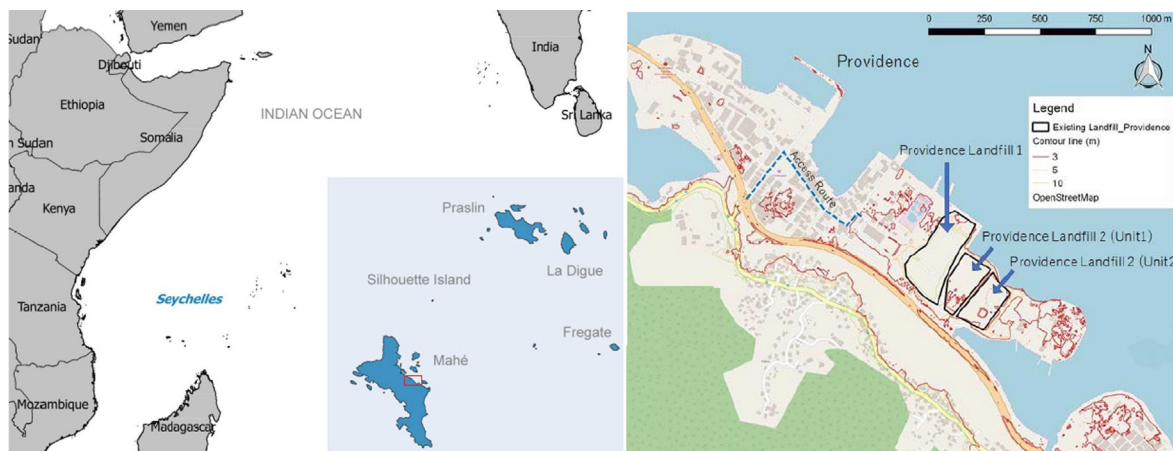 Yemen
Sudan
Djibouti
Ethiopia
n Sudan
Somalia
anda
Kenya
Tanzania
Mozambique
Madagascar
INDIAN OCEAN
India
Sri Lanka
Seychelles
Praslin
La Digue
Silhouette Island
Fregate
Mahé
0 250 500 750 1000 m
Providence
N
Legend
Existing Landfill_Providence
Contour line (m)
3
5
10
OpenStreetMap
Providence Landfill 1
Access Route
Providence Landfill 2 (Unit1)
Providence Landfill 2 (Unit2